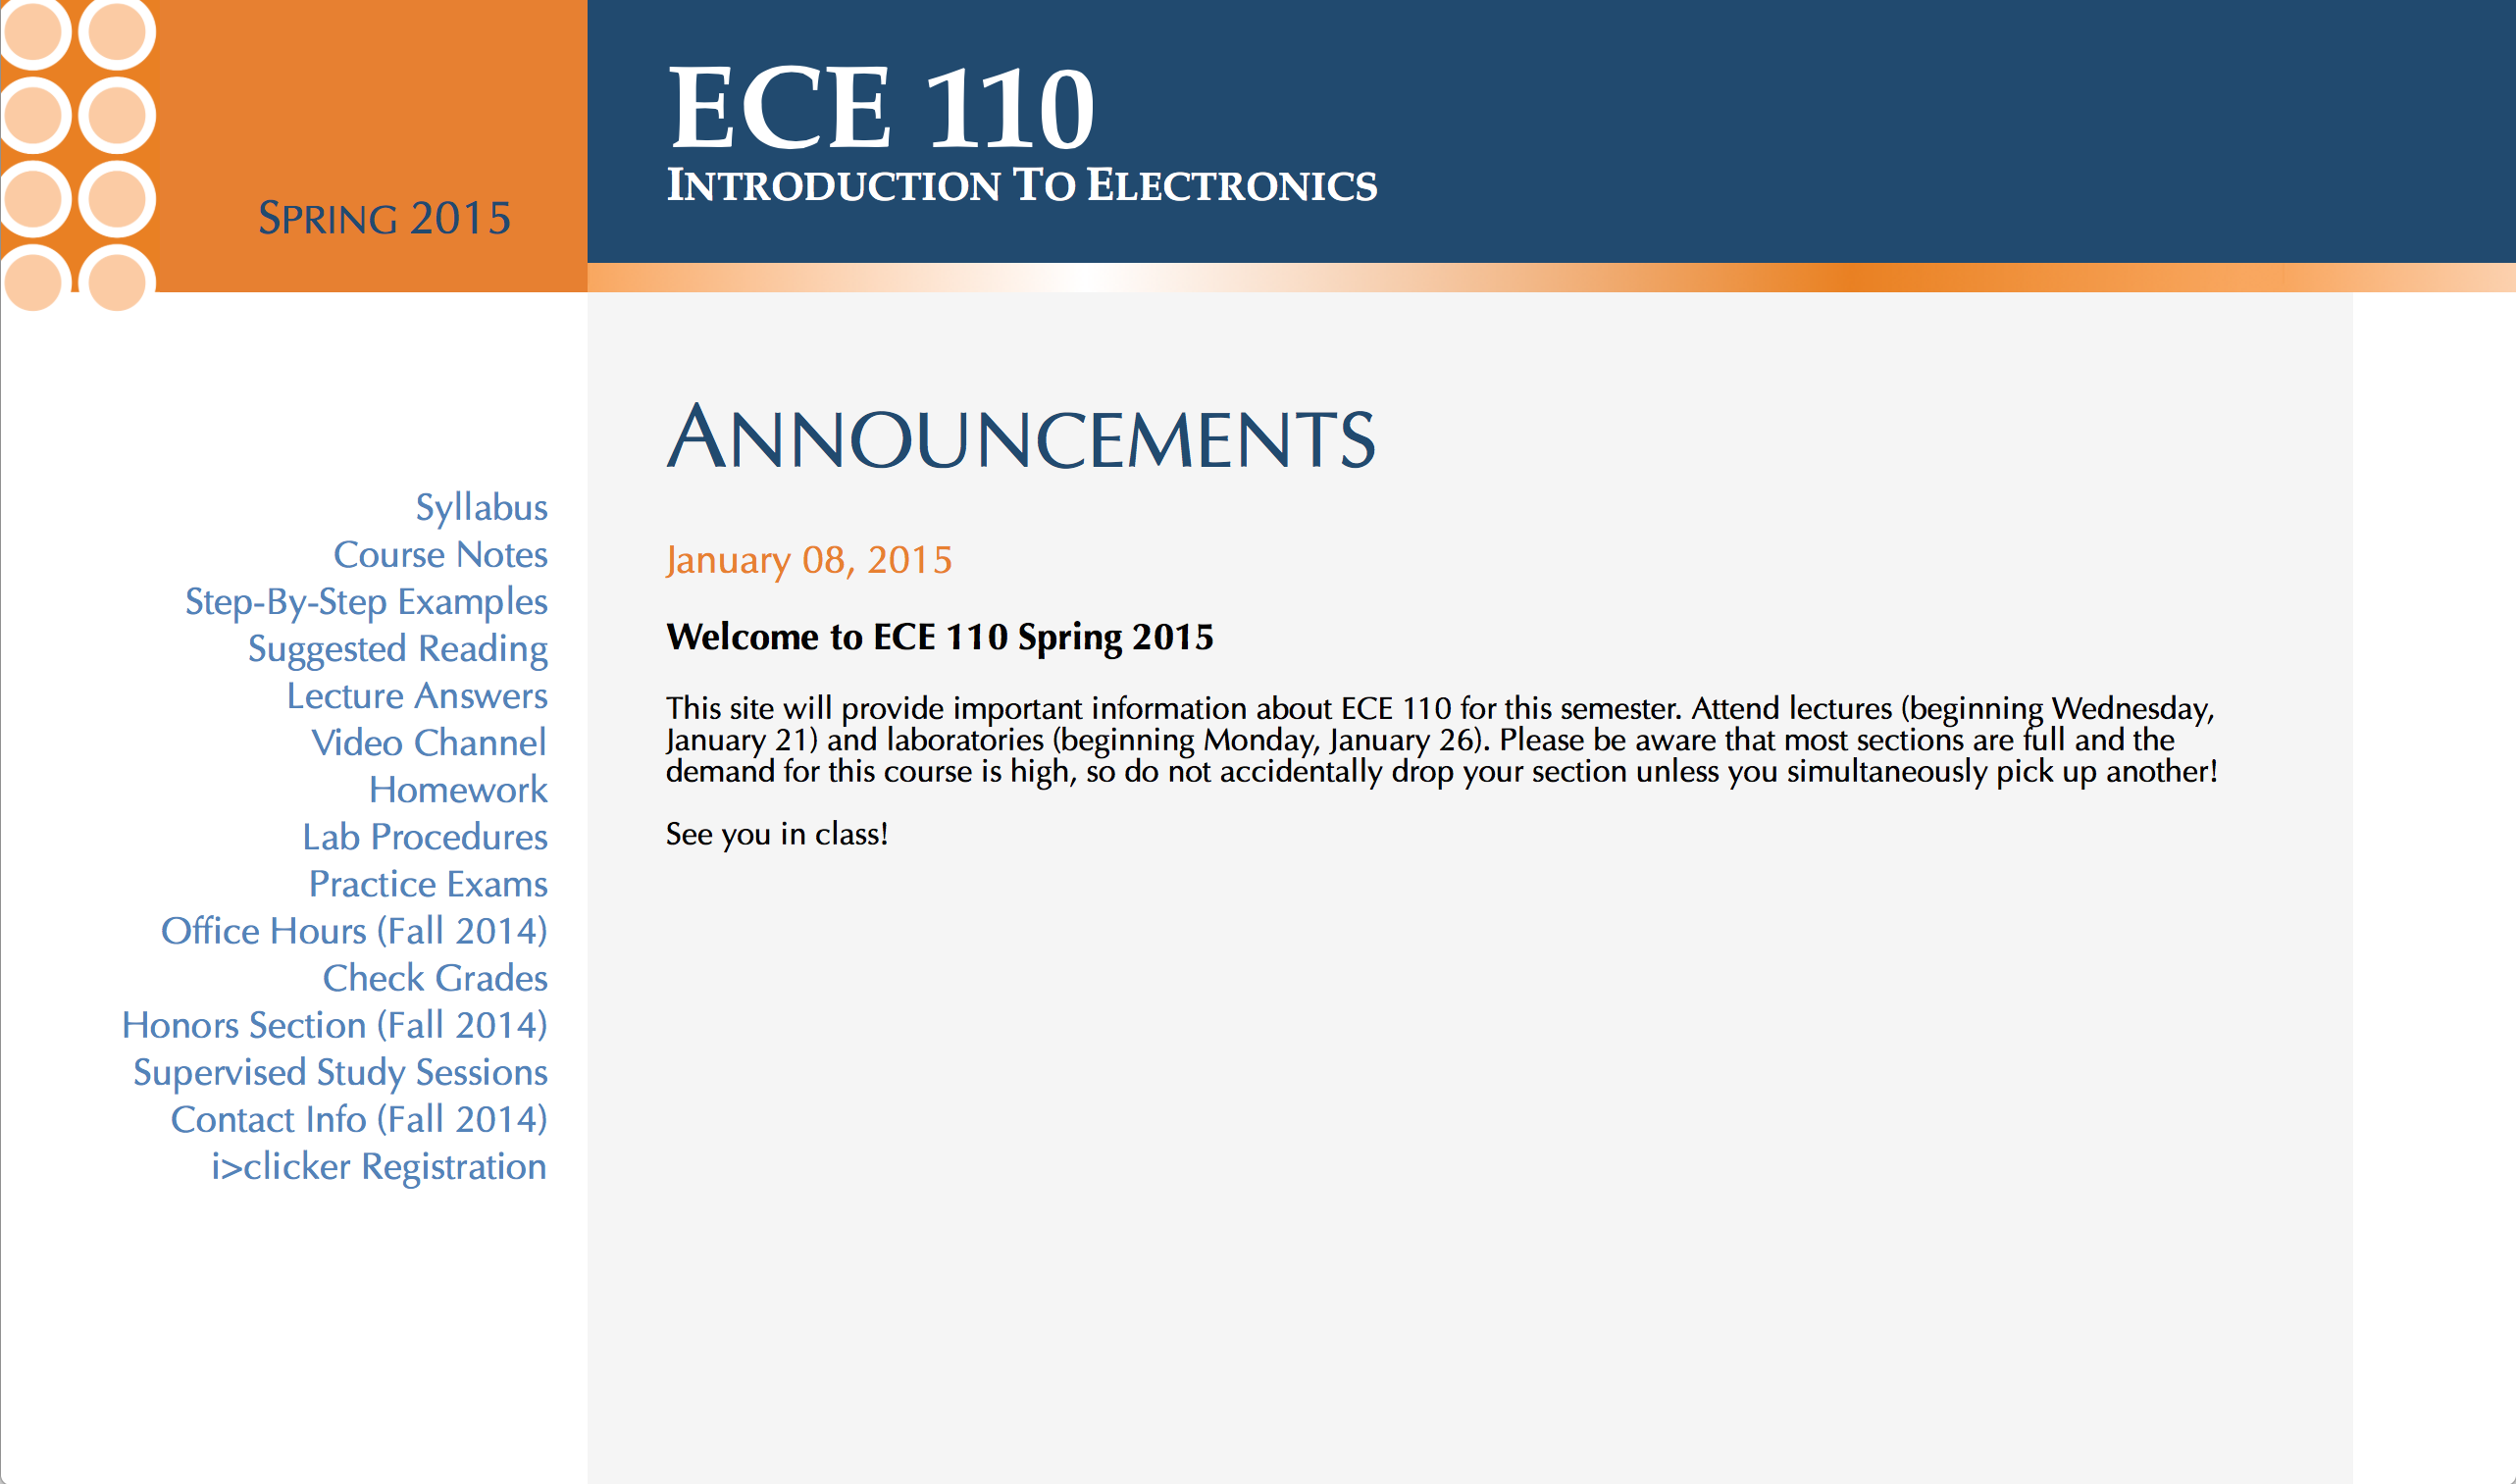 Spring 2015
ECE 110
Introduction To Electronics
Syllabus
Course Notes
Step-By-Step Examples
Suggested Reading
Lecture Answers
Video Channel
Homework
Lab Procedures
Practice Exams
Office Hours (Fall 2014)
Check Grades
Honors Section (Fall 2014)
Supervised Study Sessions
Contact Info (Fall 2014)
i>clicker Registration
Announcements
January 08, 2015
Welcome to ECE 110 Spring 2015
This site will provide important information about ECE 110 for this semester. Attend lectures (beginning Wednesday,
January 21) and laboratories (beginning Monday, January 26). Please be aware that most sections are full and the
demand for this course is high, so do not accidentally drop your section unless you simultaneously pick up another!
See you in class!